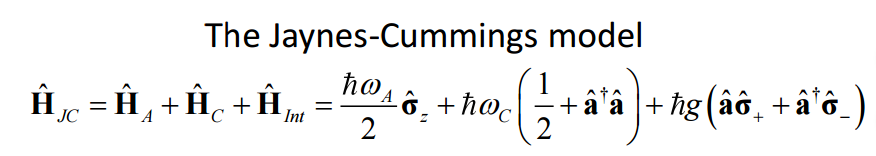 The Jaynes-Cummings model
Ĥ_JC = Ĥ_A + Ĥ_C + Ĥ_Int = ħω_A/2 σ̂_z + ħω_C (1/2 + â†â) + ħg(âσ̂_+ + â†σ̂_−)